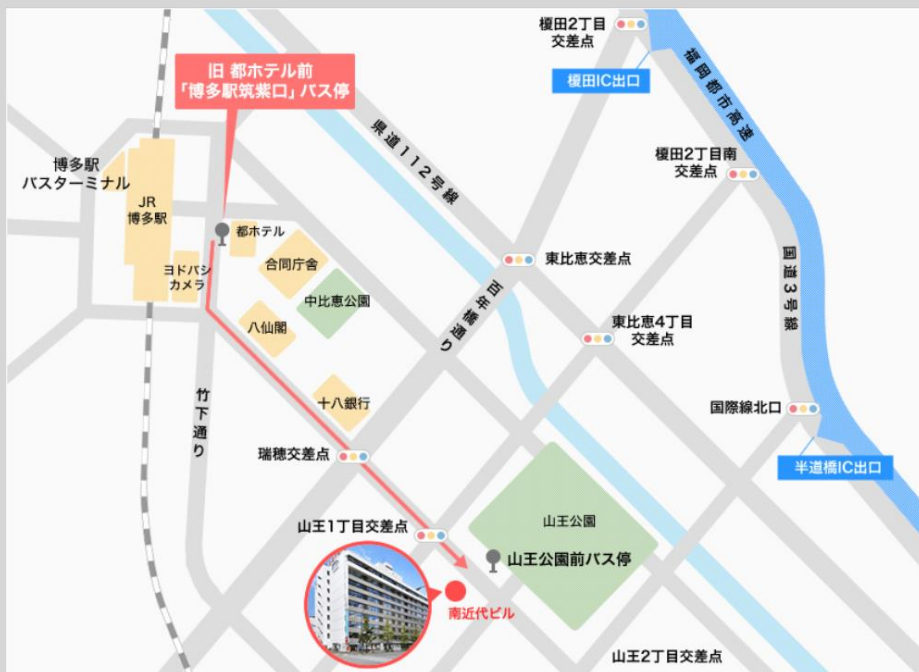 榎田2丁目
交差点
旧 都ホテル前
「博多駅筑紫口」バス停
榎田IC出口
福岡都市高速
県道112号線
榎田2丁目南
交差点
博多駅
バスターミナル
JR
博多駅
都ホテル
合同庁舎
ヨドバシ
カメラ
中比恵公園
東比恵交差点
百年橋通り
国道3号線
八仙閣
東比恵4丁目
交差点
竹下通り
十八銀行
国際線北口
瑞穂交差点
半道橋IC出口
山王1丁目交差点
山王公園
山王公園前バス停
南近代ビル
山王2丁目交差点